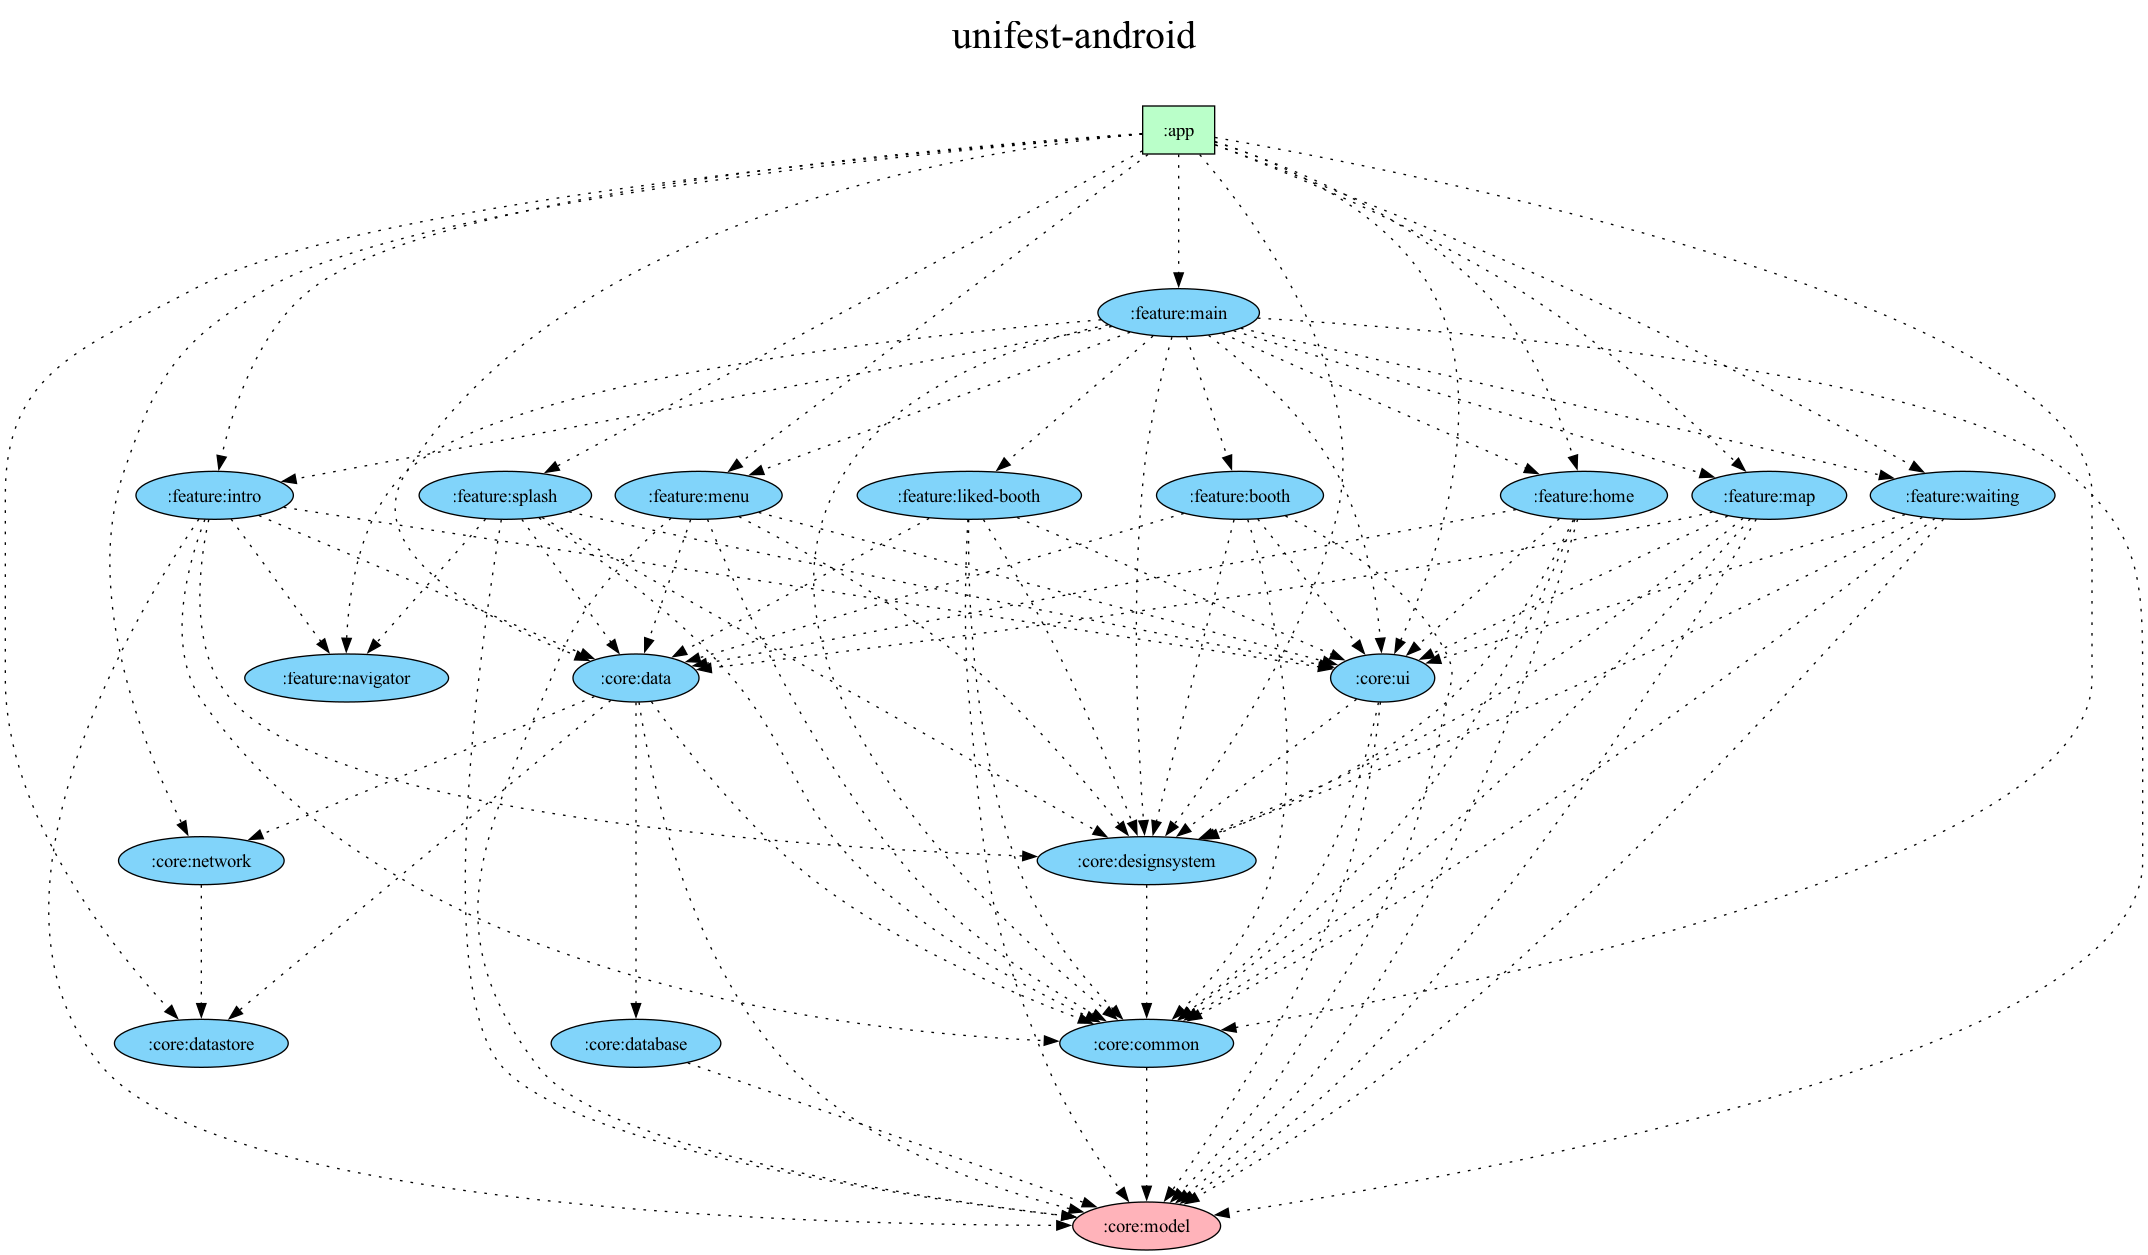 unifest-android
:app
:feature:main
:feature:intro
:feature:splash
:feature:menu
:feature:liked-booth
:feature:booth
:feature:home
:feature:map
:feature:waiting
:feature:navigator
:core:data
:core:ui
:core:network
:core:designsystem
:core:datastore
:core:database
:core:common
:core:model